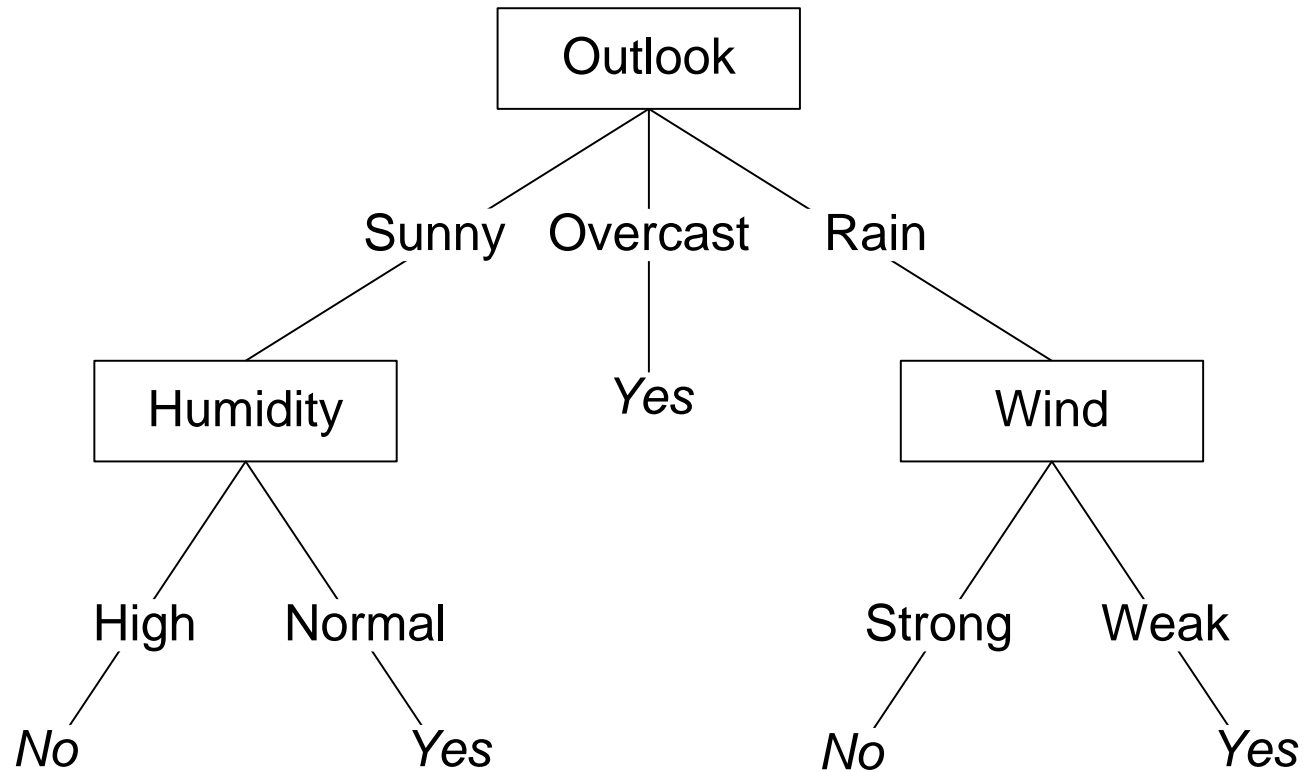 Outlook
Sunny Overcast Rain
Humidity Yes Wind
High Normal Strong Weak
No Yes No Yes